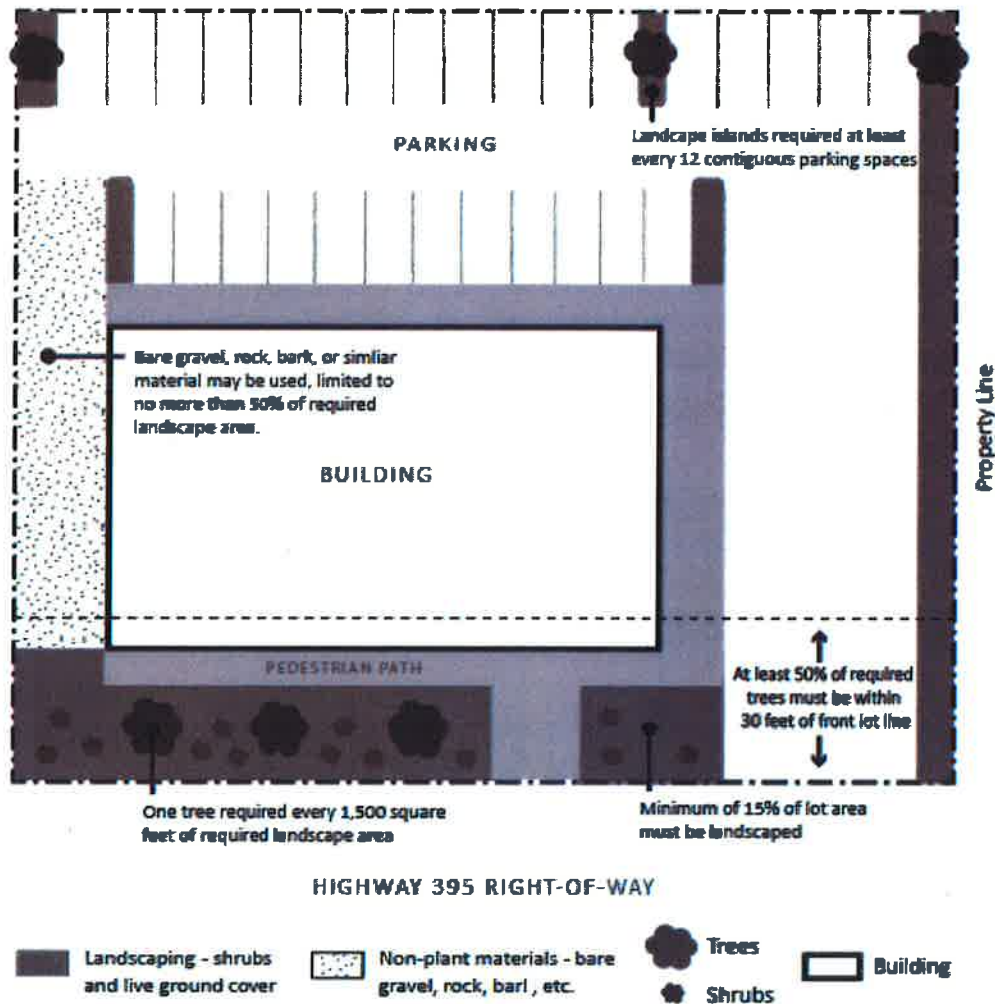 PARKING
Landcape islands required at least
every 12 contiguous parking spaces
Bare gravel, rock, bark, or simliar
material may be used, limited to
no more than 50% of required
landscape area.
BUILDING
Property Line
PEDESTRIAN PATH
At least 50% of required
trees must be within
30 feet of front lot line
One tree required every 1,500 square
feet of required landscape area
Minimum of 15% of lot area
must be landscaped
HIGHWAY 395 RIGHT-OF-WAY
Landscaping - shrubs
and live ground cover
Non-plant materials - bare
gravel, rock, barl , etc.
Trees
Shrubs
Building